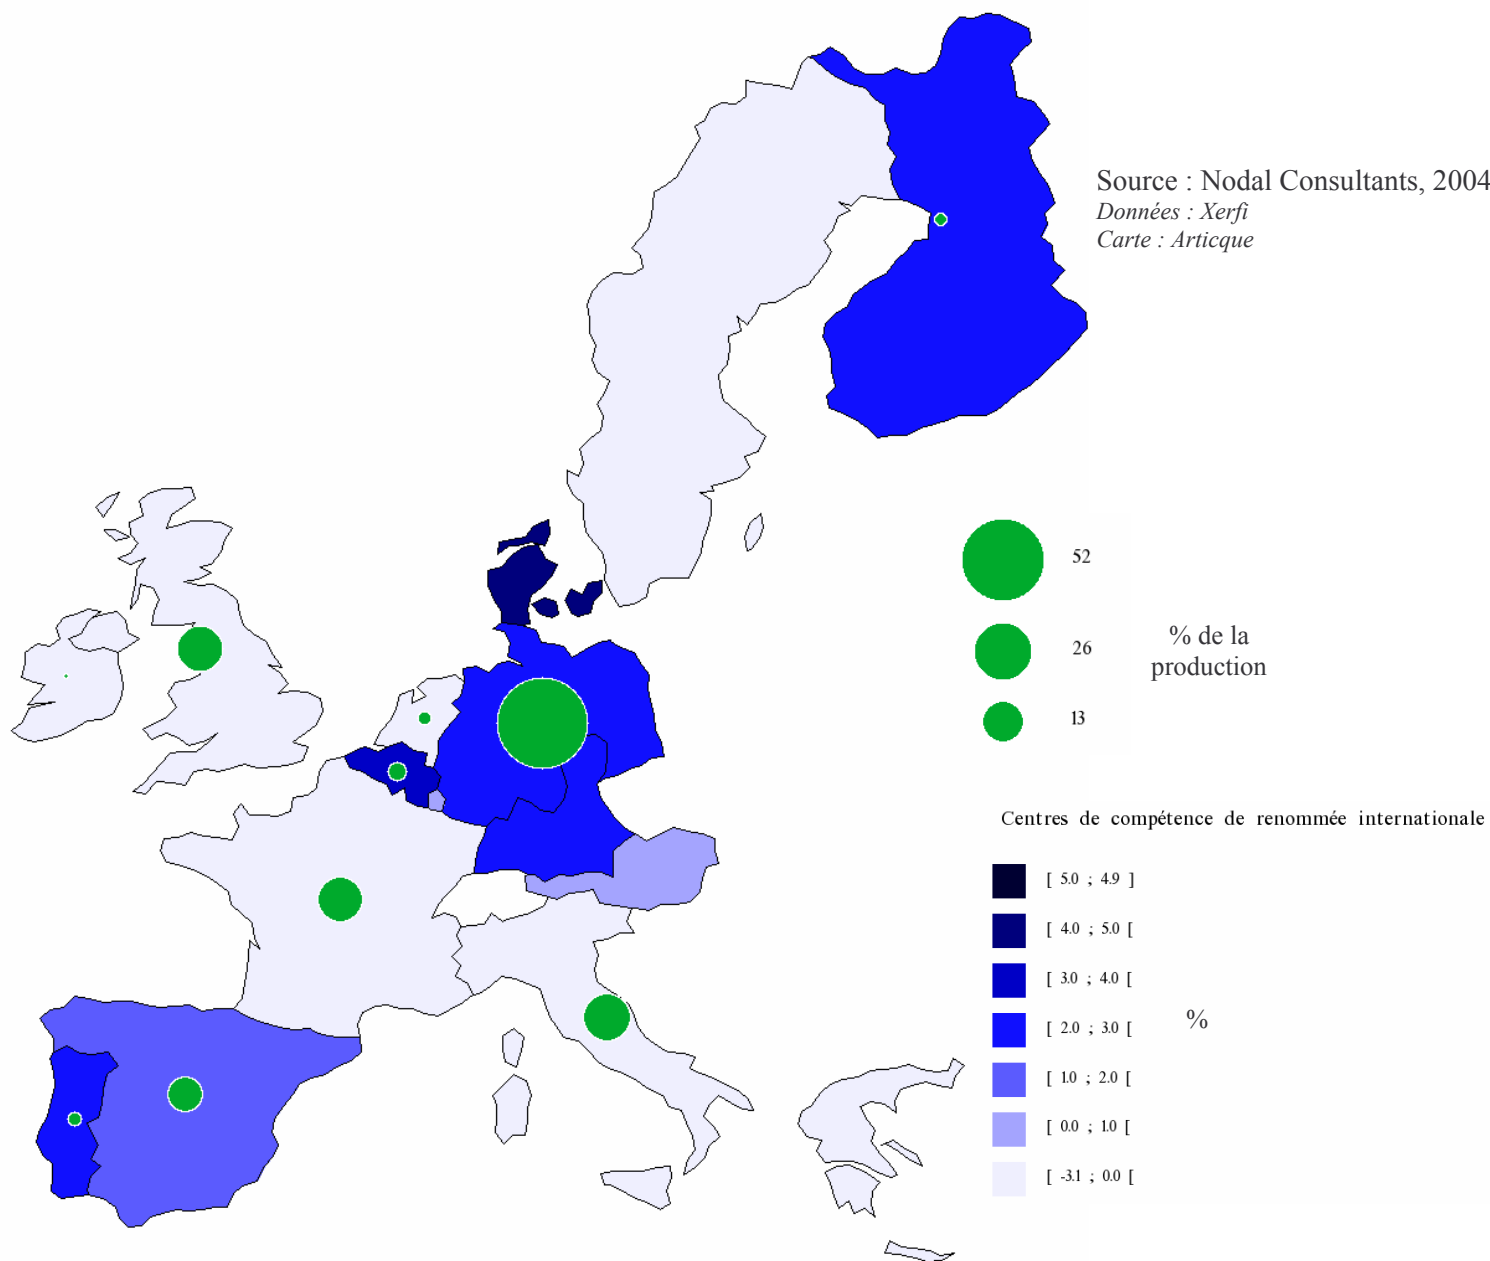 Source : Nodal Consultants, 2004
Données : Xerfi
Carte : Articque
52
26
% de la
production
13
Centres de compétence de renommée internationale
[ 5.0 ; 4.9 ]
[ 4.0 ; 5.0 [
[ 3.0 ; 4.0 [
[ 2.0 ; 3.0 [
%
[ 1.0 ; 2.0 [
[ 0.0 ; 1.0 [
[ -3.1 ; 0.0 [